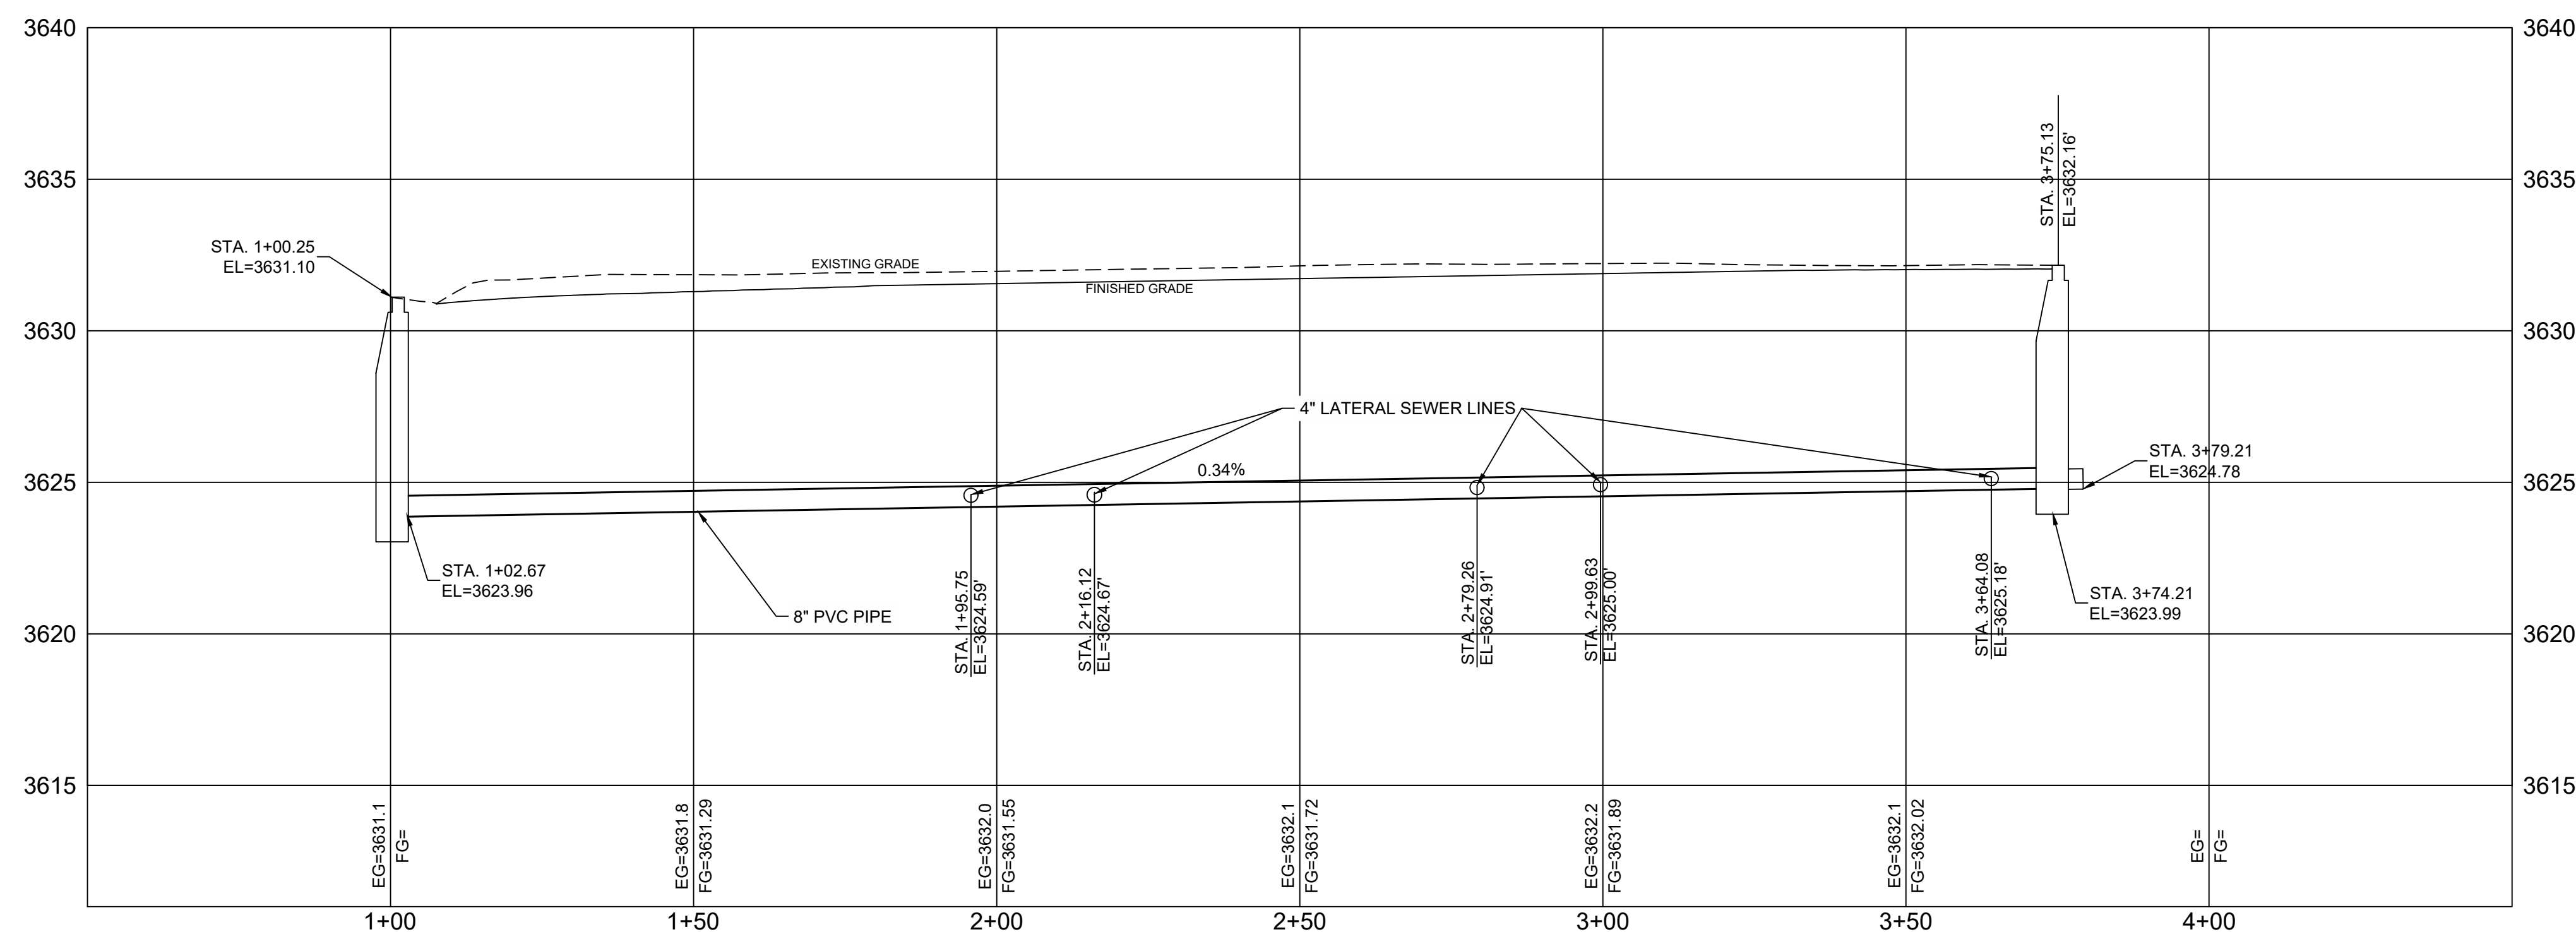 3640
3640
3635
3635
3630
3630
3625
3625
3620
3620
3615
3615
STA. 3+75.13
EL=3632.16'
STA. 1+00.25
EL=3631.10
EXISTING GRADE
FINISHED GRADE
4" LATERAL SEWER LINES
0.34%
STA. 3+79.21
EL=3624.78
STA. 1+02.67
EL=3623.96
8" PVC PIPE
STA. 1+95.75
EL=3624.59'
STA. 2+16.12
EL=3624.67'
STA. 2+79.26
EL=3624.91'
STA. 2+99.63
EL=3625.00'
STA. 3+64.08
EL=3625.18'
STA. 3+74.21
EL=3623.99
EG=3631.1
FG=
EG=3631.8
FG=3631.29
EG=3632.0
FG=3631.55
EG=3632.1
FG=3631.72
EG=3632.2
FG=3631.89
EG=3632.1
FG=3632.02
EG=
FG=
1+00
1+50
2+00
2+50
3+00
3+50
4+00